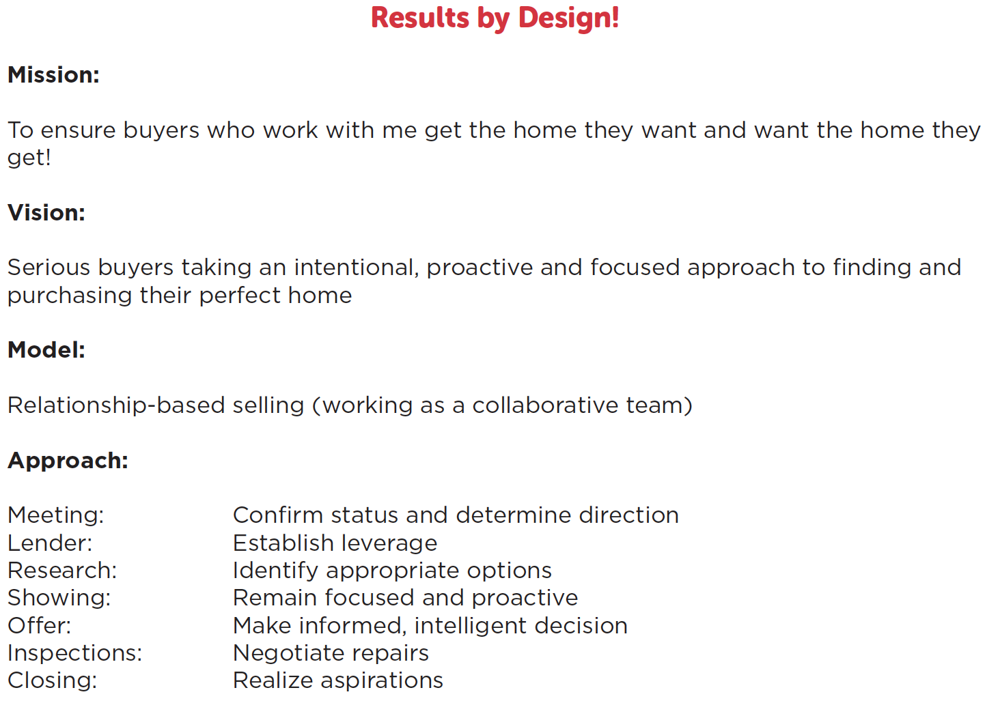 Results by Design!
Mission:
To ensure buyers who work with me get the home they want and want the home they
get!
Vision:
Serious buyers taking an intentional, proactive and focused approach to finding and
purchasing their perfect home
Model:
Relationship-based selling (working as a collaborative team)
Approach:
Meeting: Confirm status and determine direction
Lender: Establish leverage
Research: Identify appropriate options
Showing: Remain focused and proactive
Offer: Make informed, intelligent decision
Inspections: Negotiate repairs
Closing: Realize aspirations